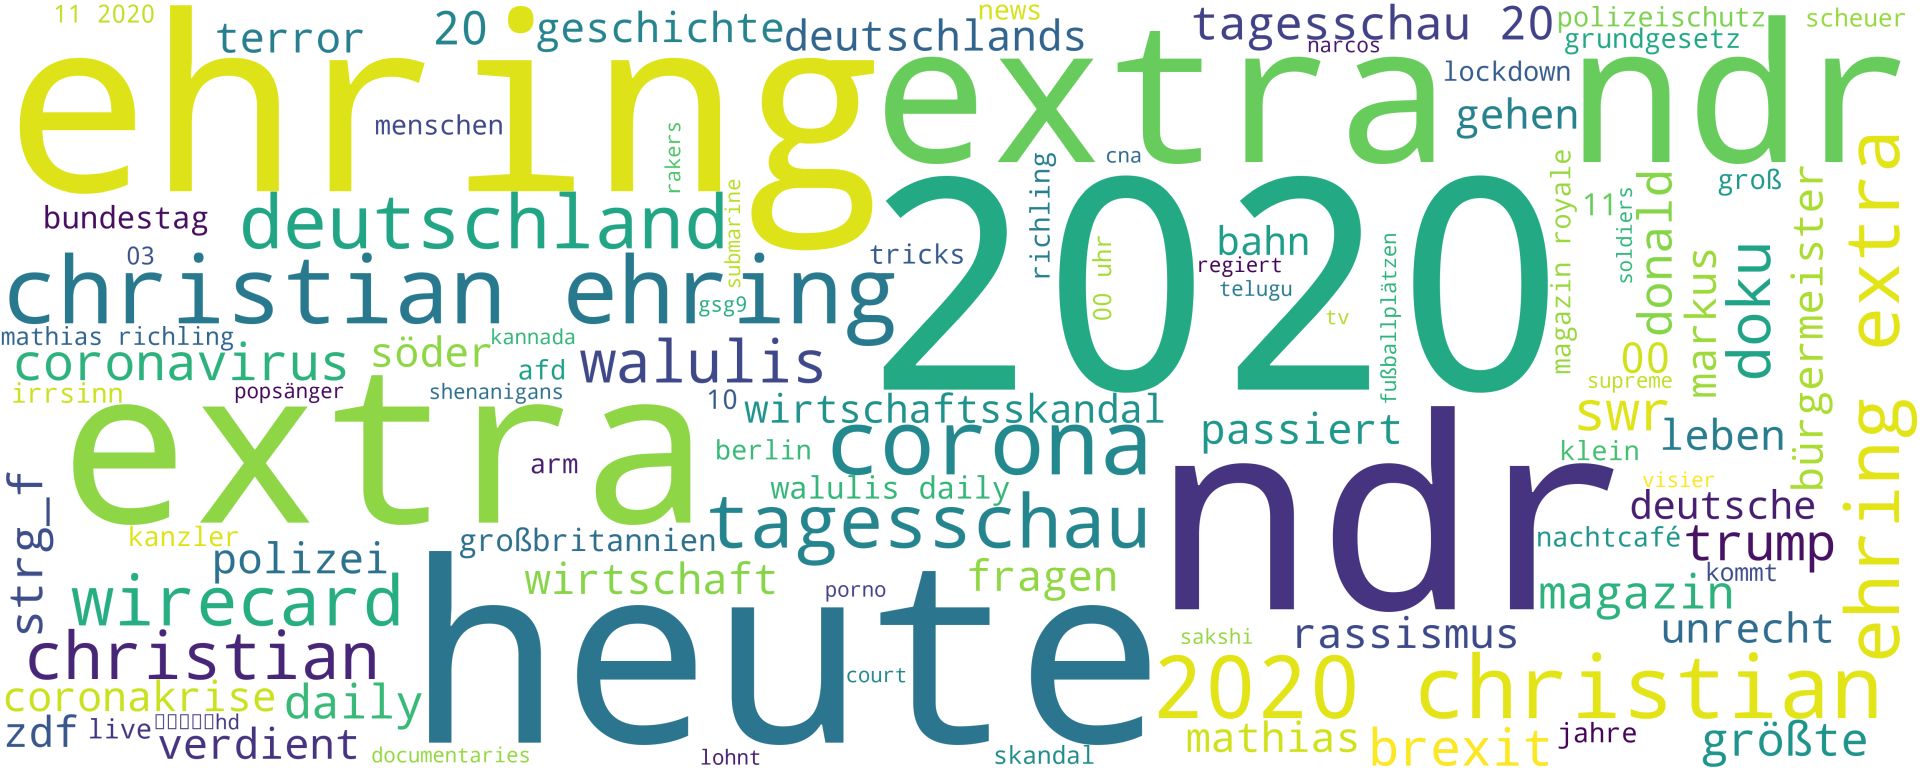 11 2020
terror
20
geschichte
deutschlands
news
tagesschau 20
narcos
polizeischutz
grundgesetz
scheuer
ehring
extra ndr
lockdown
gehen
menschen
rakers
richling
cna
magazin royale
donald
groß
ehring extra
bundestag
deutschland
submarine
2020
00 uhr
bahn
11
soldiers
bürgermeister
03
christian ehring
tricks
regiert
telugu
fußballplätzen
markus
doku
gsg9
tv
mathias richling
kannada
coronavirus
söder
afd
walulis
00
supreme
irrsinn
popsänger
shenanigans
10
wirtschaftsskandal
swr
extra
corona
passiert
leben
arm
berlin
klein
strg_f
walulis daily
ndr
visier
deutsche
kanzler
großbritannien
tagesschau
nachtcafé
trump
polizei
wirtschaft
fragen
kommt
wirecard
heute
porno
magazin
christian
sakshi
rassismus
unrecht
court
2020 christian
coronakrise
daily
zdf
live
hd
verdient
mathias
brexit
jahre
größte
documentaries
lohnt
skandal